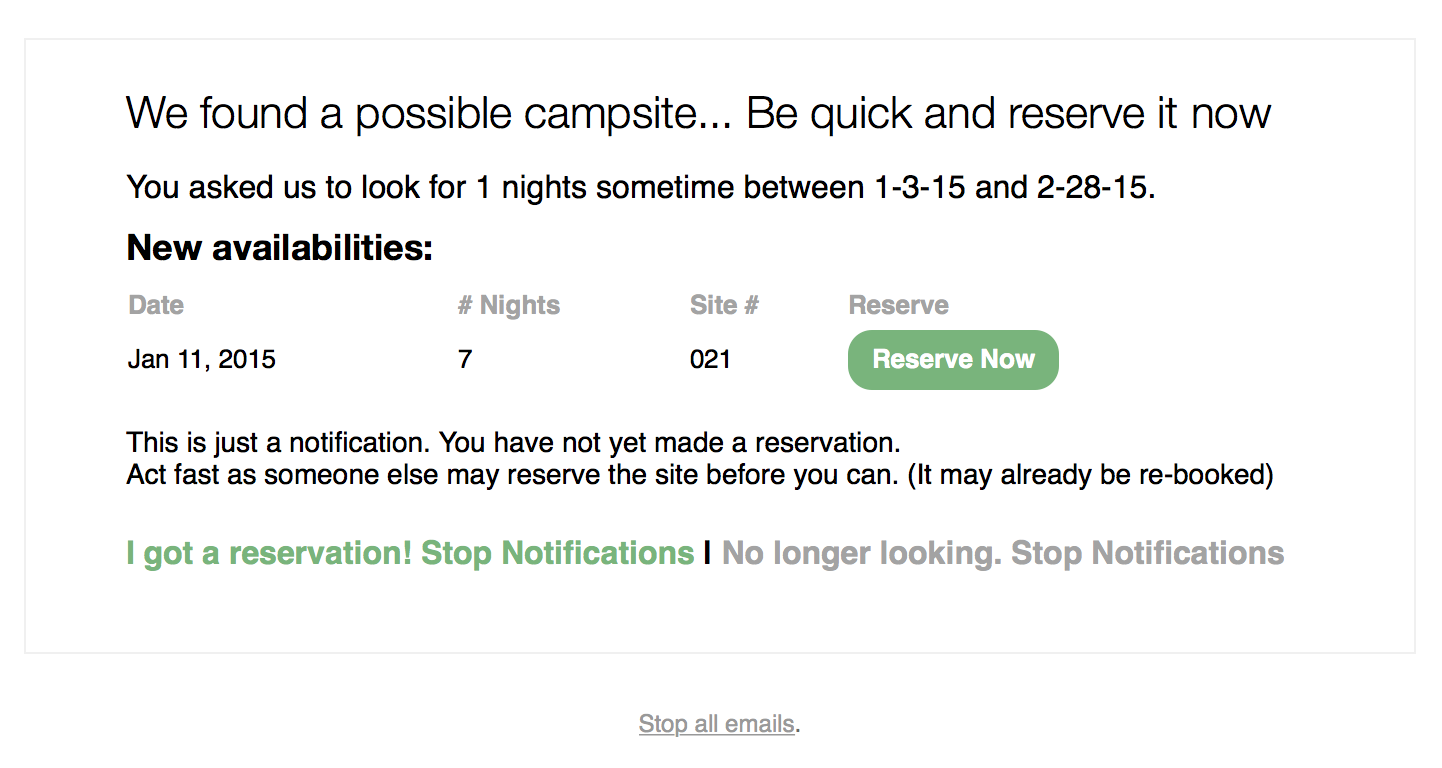 We found a possible campsite... Be quick and reserve it now
You asked us to look for 1 nights sometime between 1-3-15 and 2-28-15.
New availabilities:
Date # Nights Site # Reserve
Jan 11, 2015 7 021 Reserve Now
This is just a notification. You have not yet made a reservation.
Act fast as someone else may reserve the site before you can. (It may already be re-booked)
I got a reservation! Stop Notifications | No longer looking. Stop Notifications
Stop all emails.